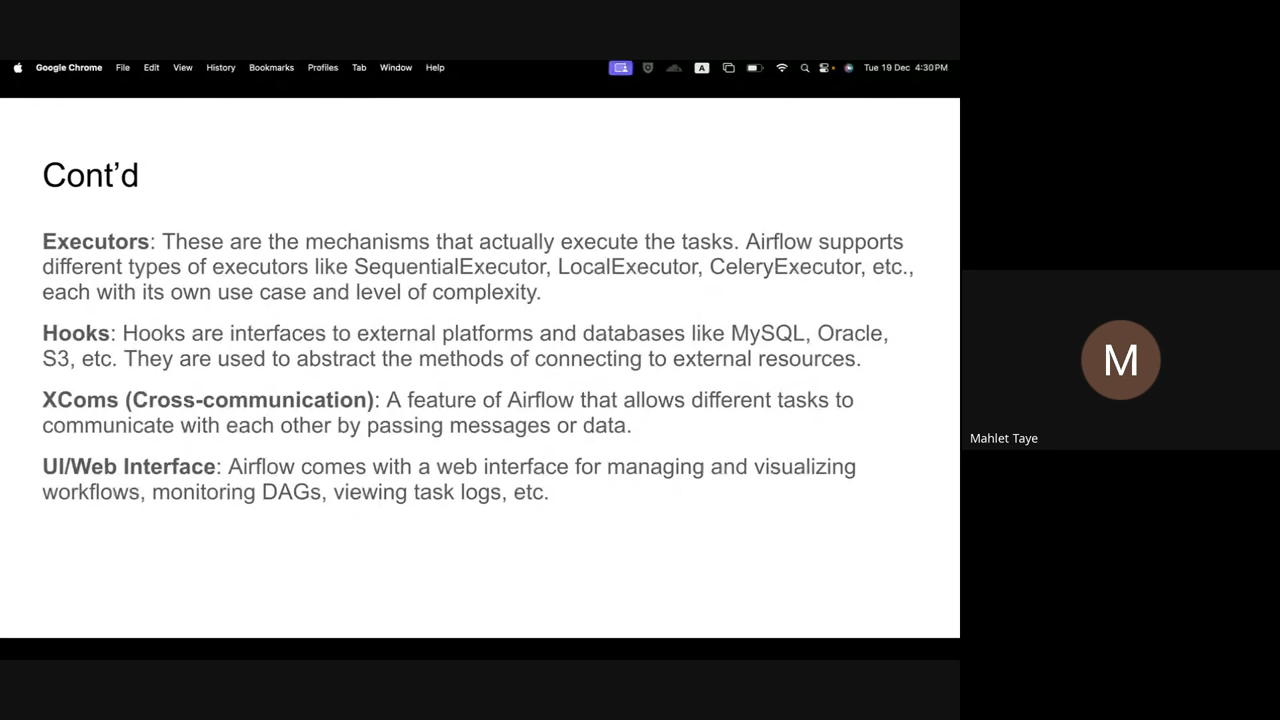 Google Chrome File Edit View History Bookmarks Profiles Tab Window Help A Tue 19 Dec 4:30 PM
Cont’d
Executors: These are the mechanisms that actually execute the tasks. Airflow supports
different types of executors like SequentialExecutor, LocalExecutor, CeleryExecutor, etc.,
each with its own use case and level of complexity.
Hooks: Hooks are interfaces to external platforms and databases like MySQL, Oracle,
S3, etc. They are used to abstract the methods of connecting to external resources.
XComs (Cross-communication): A feature of Airflow that allows different tasks to
communicate with each other by passing messages or data.
UI/Web Interface: Airflow comes with a web interface for managing and visualizing
workflows, monitoring DAGs, viewing task logs, etc.
M
Mahlet Taye